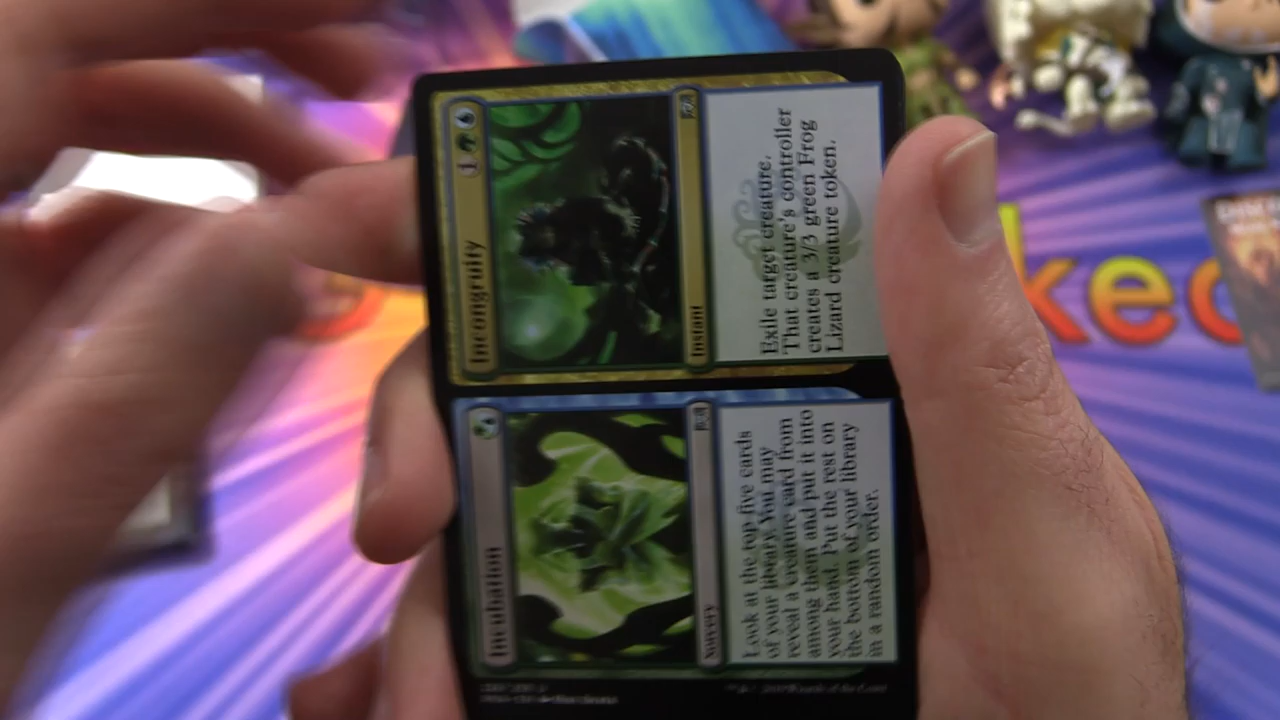 Incubation
Sorcery
Look at the top five cards
of your library. You may
reveal a creature card from
among them and put it into
your hand. Put the rest on
the bottom of your library
in a random order.
Incongruity
1
Instant
Exile target creature.
That creature's controller
creates a 3/3 green Frog
Lizard creature token.